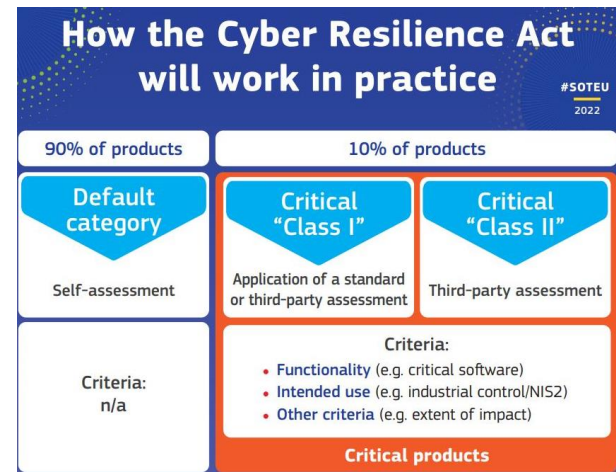 How the Cyber Resilience Act
will work in practice
#SOTEU
2022
90% of products
10% of products
Default
category
Self-assessment
Critical
"Class I"
Application of a standard
or third-party assessment
Critical
"Class II"
Third-party assessment
Criteria:
n/a
Criteria:
• Functionality (e.g. critical software)
• Intended use (e.g. industrial control/NIS2)
• Other criteria (e.g. extent of impact)
Critical products